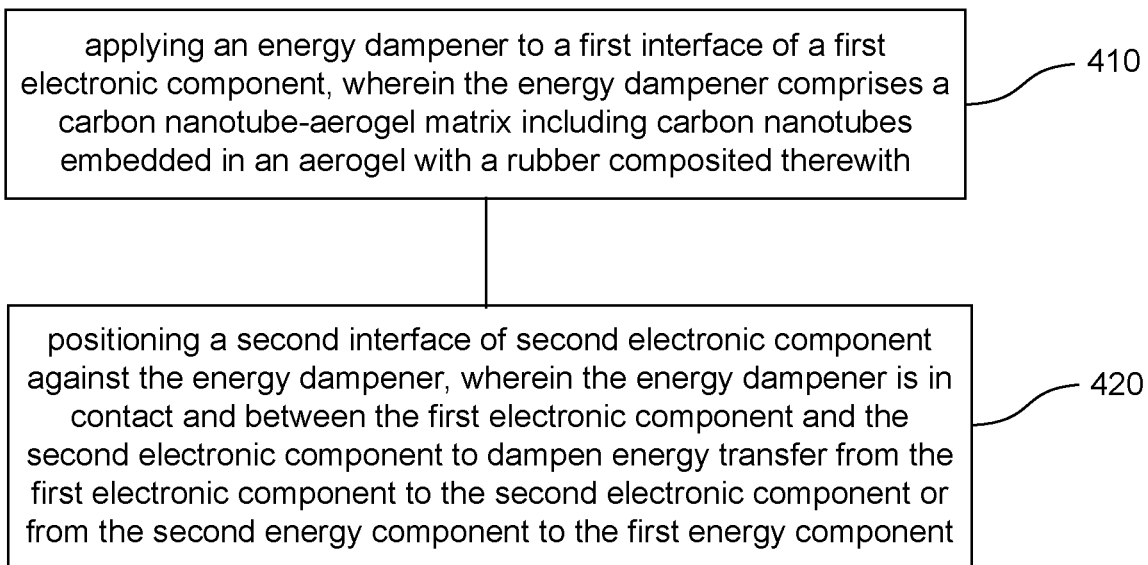 applying an energy dampener to a first interface of a first
electronic component, wherein the energy dampener comprises a
carbon nanotube-aerogel matrix including carbon nanotubes
embedded in an aerogel with a rubber composited therewith
410
positioning a second interface of second electronic component
against the energy dampener, wherein the energy dampener is in
contact and between the first electronic component and the
second electronic component to dampen energy transfer from the
first electronic component to the second electronic component or
from the second energy component to the first energy component
420